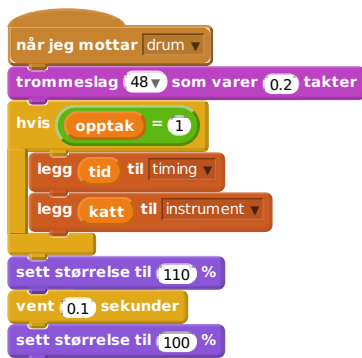 når jeg mottar drum
trommeslag 48 som varer 0.2 takter
hvis opptak = 1
legg tid til timing
legg katt til instrument
sett størrelse til 110 %
vent 0.1 sekunder
sett størrelse til 100 %